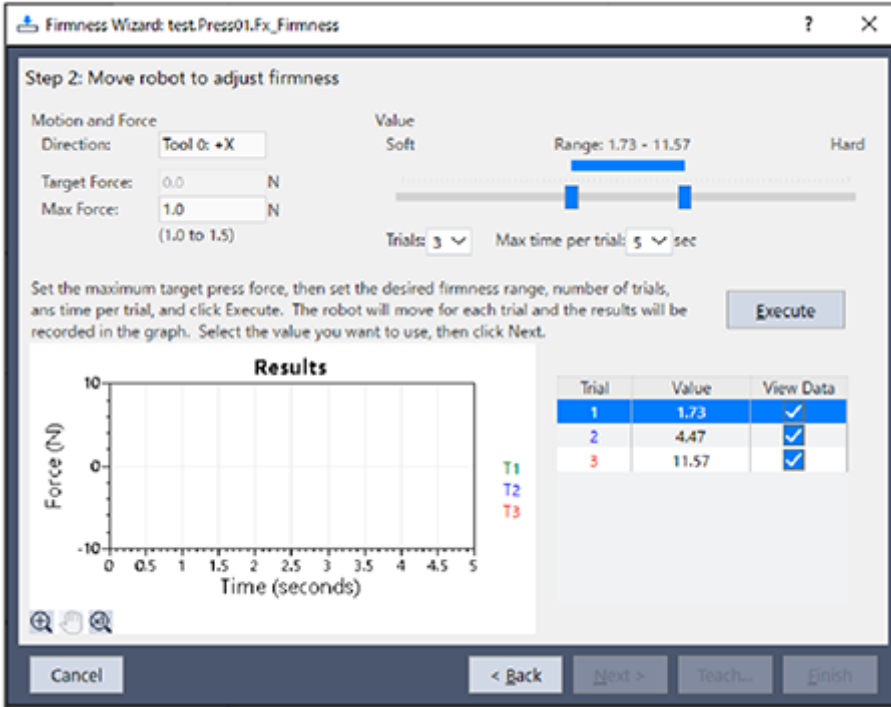 Firmness Wizard: test.Press01.Fx_Firmness ?
Step 2: Move robot to adjust firmness
Motion and Force
Direction: Tool 0: +X
Target Force: 0.0 N
Max Force: 1.0 N
(1.0 to 1.5)
Value
Soft Range: 1.73 - 11.57 Hard
Trials: 3 Max time per trial: 5 sec
Set the maximum target press force, then set the desired firmness range, number of trials,
ans time per trial, and click Execute. The robot will move for each trial and the results will be
recorded in the graph. Select the value you want to use, then click Next.
Execute
Results
Force (N)
10
0
-10
0 0.5 1 1.5 2 2.5 3 3.5 4 4.5 5
Time (seconds)
T1
T2
T3
Trial Value View Data
1 1.73
2 4.47
3 11.57
Cancel < Back Next > Teach... Finish